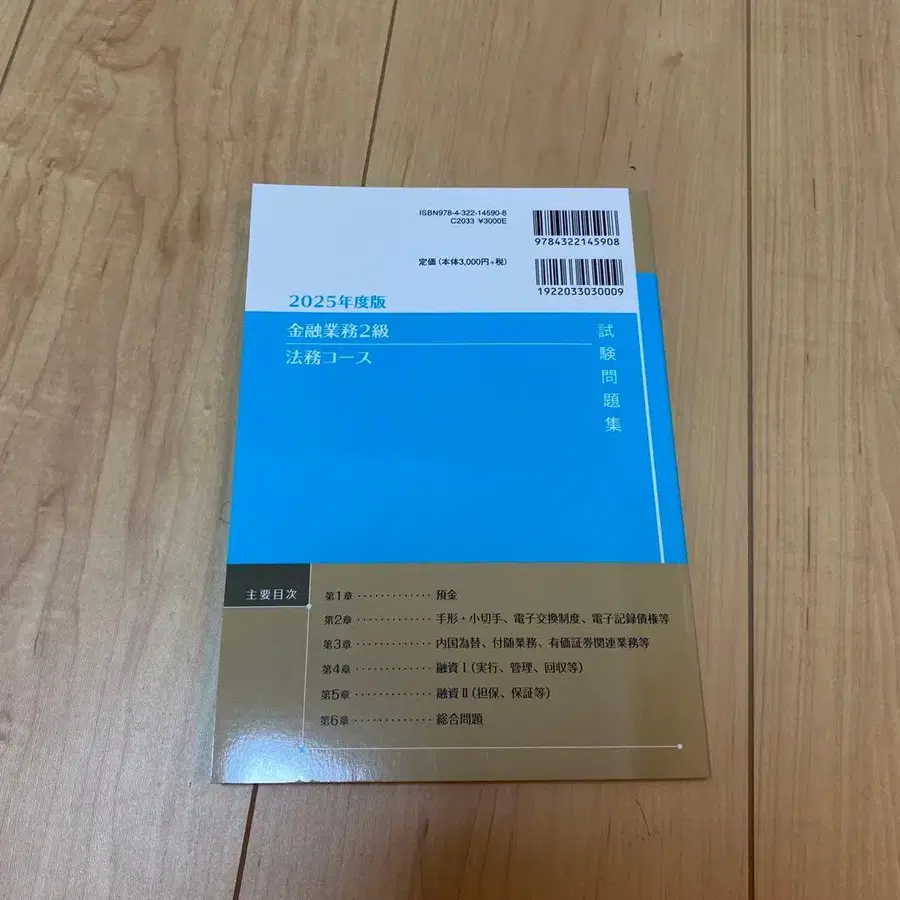 ISBN978-4-322-14590-8
C2033 ¥3000E
9784322145908
定価(本体3,000円+税)
1922033030009
2025年度版
金融業務2級
法務コース
試験問題集
主要目次
第1章 ・・・・・・・・・・・・・ 預金
第2章 ・・・・・・・・・・・・・ 手形・小切手、電子交換制度、電子記録債権等
第3章 ・・・・・・・・・・・・・ 内国為替、付随業務、有価証券関連業務等
第4章 ・・・・・・・・・・・・・ 融資Ⅰ(実行、管理、回収等)
第5章 ・・・・・・・・・・・・・ 融資Ⅱ(担保、保証等)
第6章 ・・・・・・・・・・・・・ 総合問題